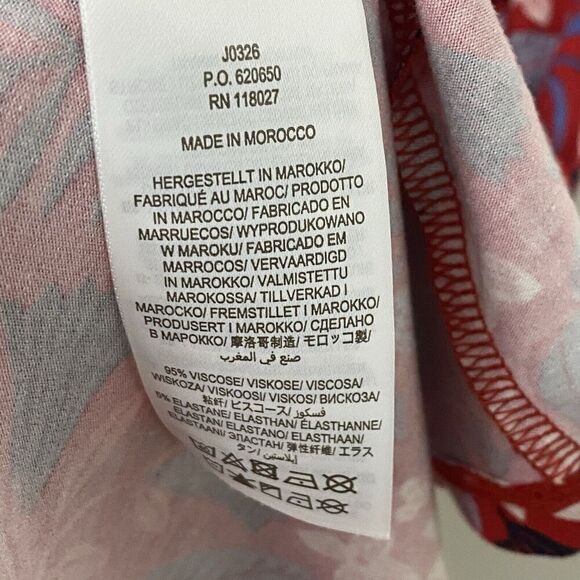 J0326
P.O. 620650
RN 118027
MADE IN MOROCCO
HERGESTELLT IN MAROKKO/
FABRIQUÉ AU MAROC/ PRODOTTO
IN MAROCCO/ FABRICADO EN
MARRUECOS/ WYPRODUKOWANO
W MAROKU/ FABRICADO EM
MARROCOS/ VERVAARDIGD
IN MAROKKO/ VALMISTETTU
MAROKOSSA/ TILLVERKAD I
MAROCKO/ FREMSTILLET I MAROKKO/
PRODUSERT I MAROKKO/ СДЕЛАНО
В МАРОККО/ 摩洛哥制造/ モロッコ製/
صنع في المغرب
95% VISCOSE/ VISKOSE/ VISCOSA/
WISKOZA/ VISKOOSI/ VISKOS/ ВИСКОЗА/
粘纤/ ビスコース/ فسكوز/
5% ELASTANE/ ELASTHAN/ ÉLASTHANNE/
ELASTAN/ ELASTANO/ ELASTHAAN/
ELASTAANI/ ЭЛАСТАН/ 弹性纤维/ エラス
タン/ إيلاستين/